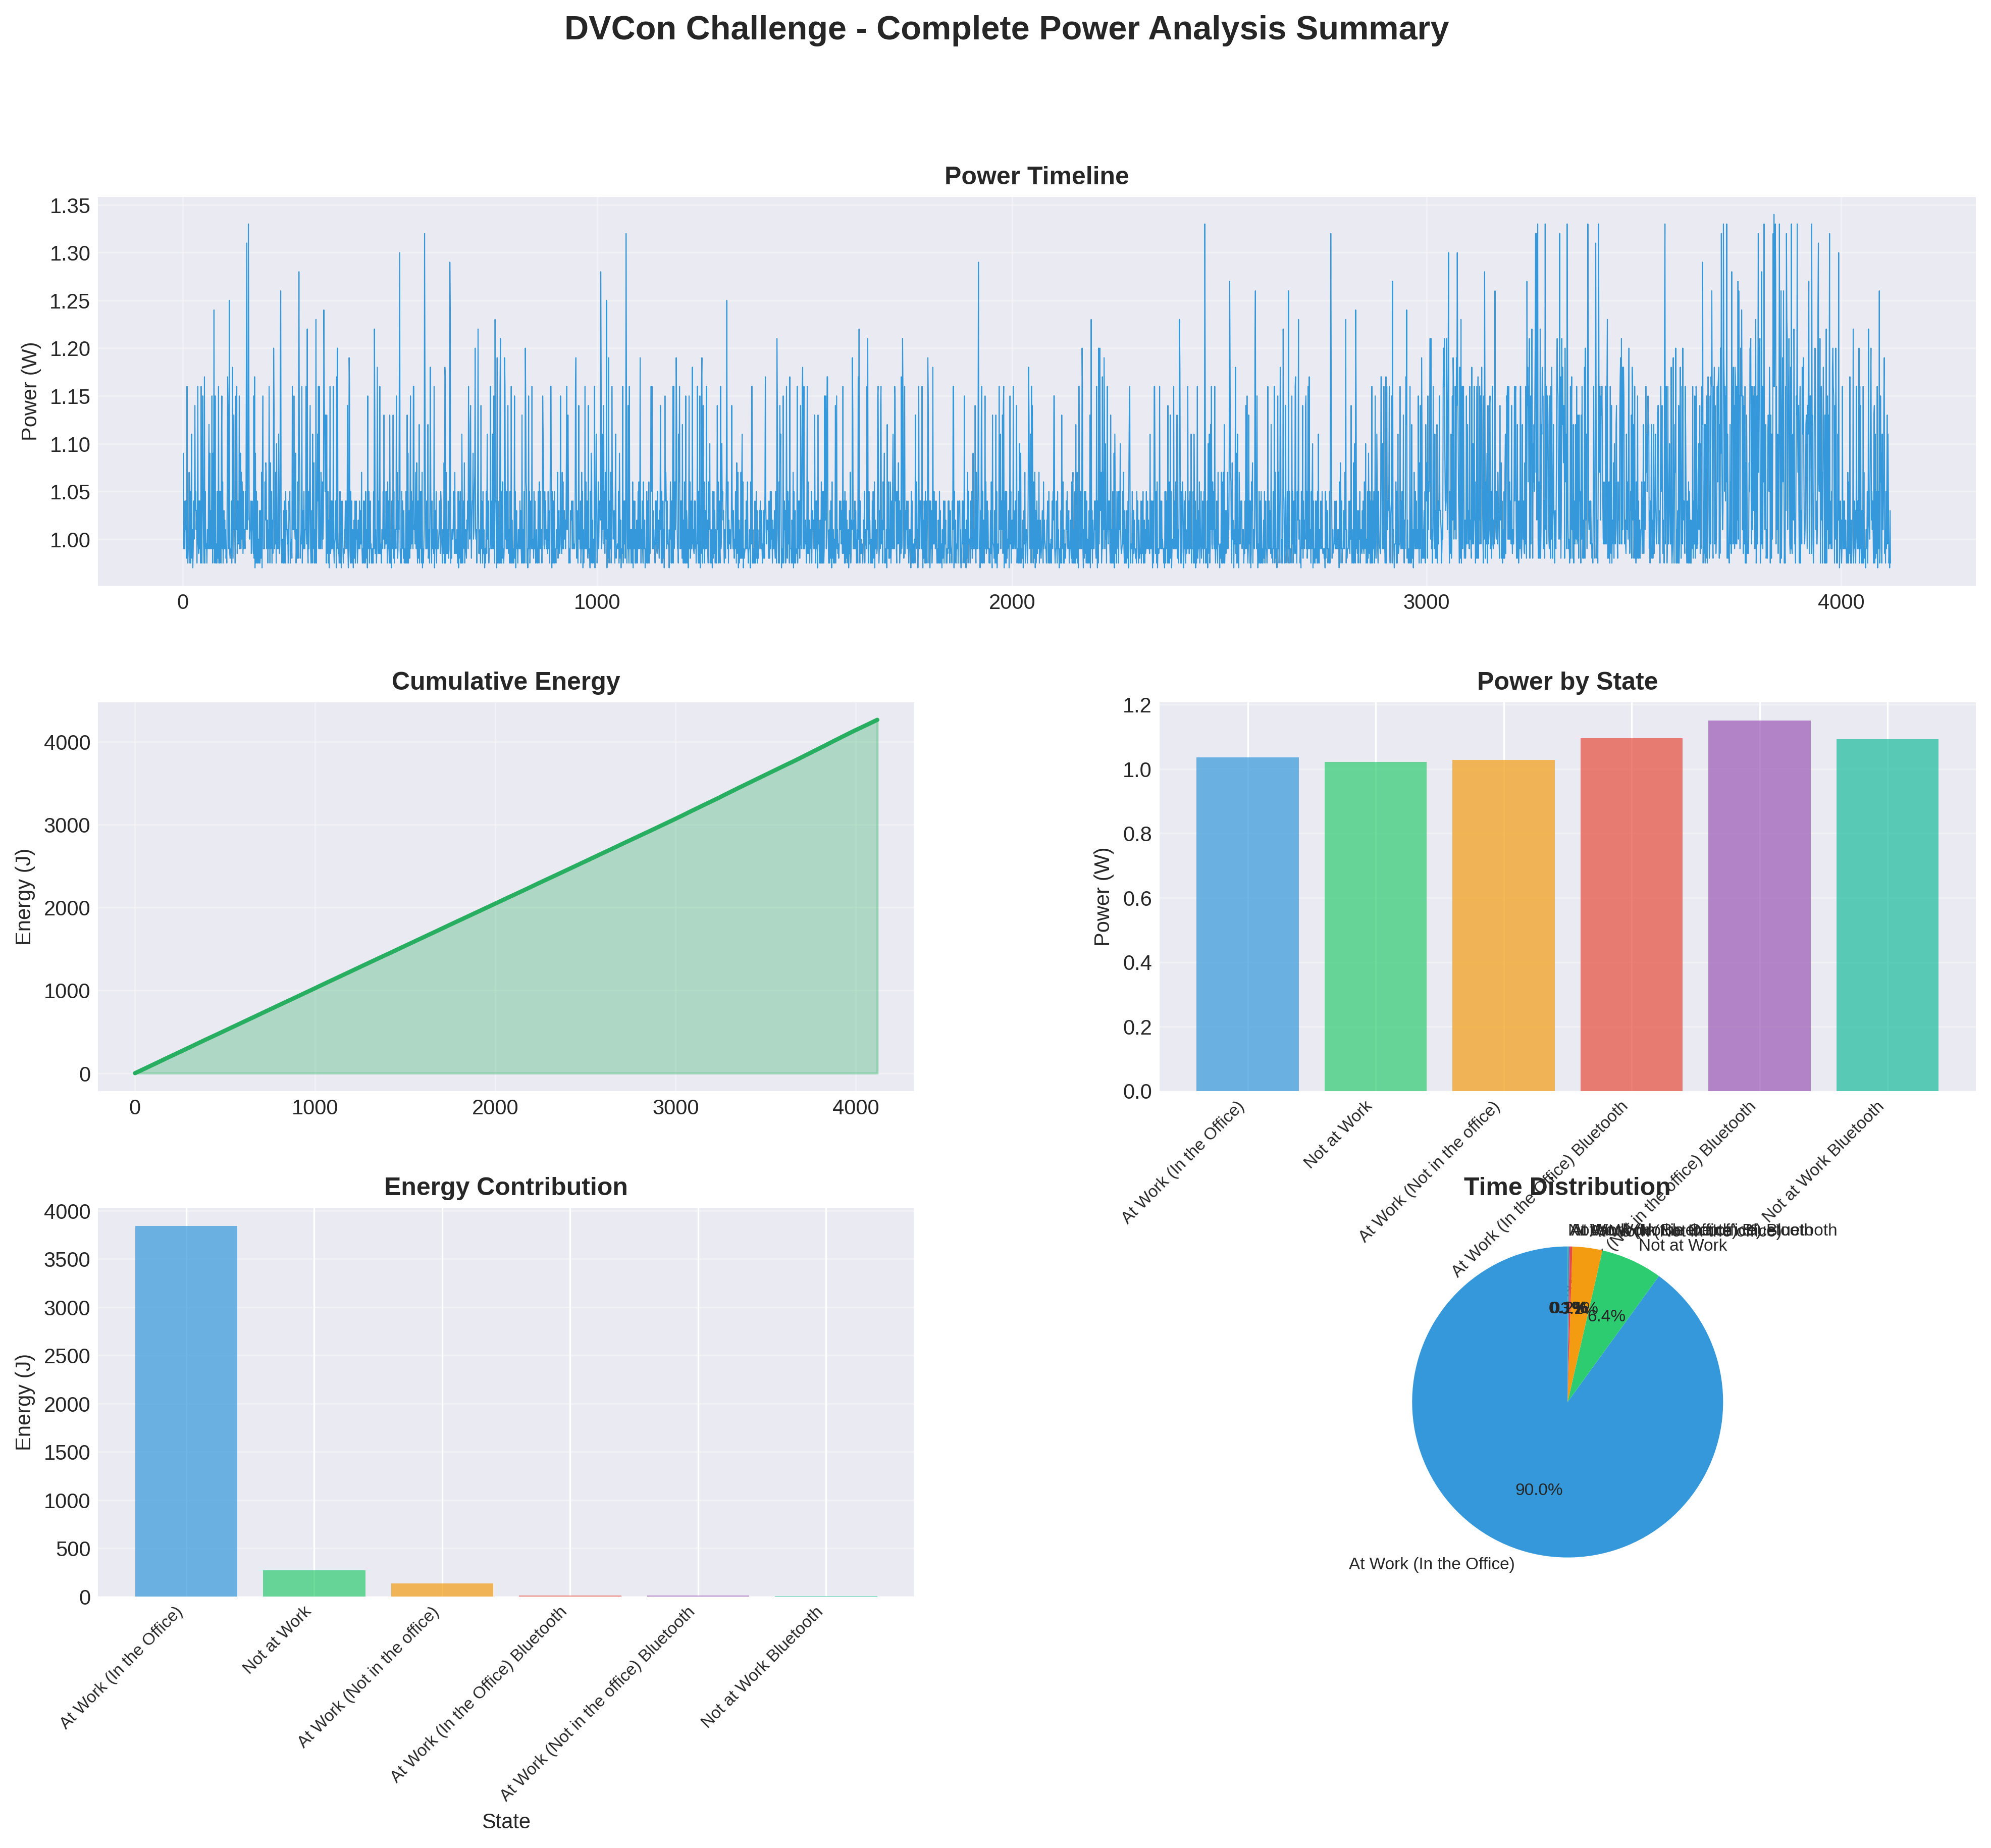 DVCon Challenge - Complete Power Analysis Summary
Power Timeline
Power (W)
1.35
1.30
1.25
1.20
1.15
1.10
1.05
1.00
0
1000
2000
3000
4000
Cumulative Energy
Energy (J)
4000
3000
2000
1000
0
0
1000
2000
3000
4000
Power by State
Power (W)
1.2
1.0
0.8
0.6
0.4
0.2
0.0
At Work (In the Office)
Not at Work
At Work (Not in the office)
At Work (In the Office) Bluetooth
(Not in the office) Bluetooth
Not at Work Bluetooth
Energy Contribution
Energy (J)
4000
3500
3000
2500
2000
1500
1000
500
0
At Work (In the Office)
Not at Work
At Work (Not in the office)
At Work (In the Office) Bluetooth
At Work (Not in the office) Bluetooth
Not at Work Bluetooth
State
Time Distribution
Not at Work
6.4%
90.0%
At Work (In the Office)